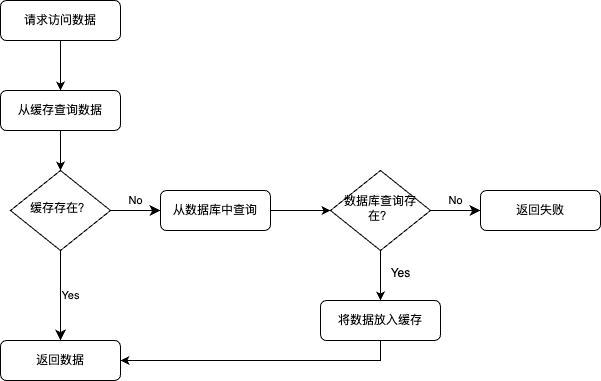 请求访问数据
从缓存查询数据
缓存存在?
No
从数据库中查询
数据库查询存
在?
No
返回失败
Yes
Yes
将数据放入缓存
返回数据